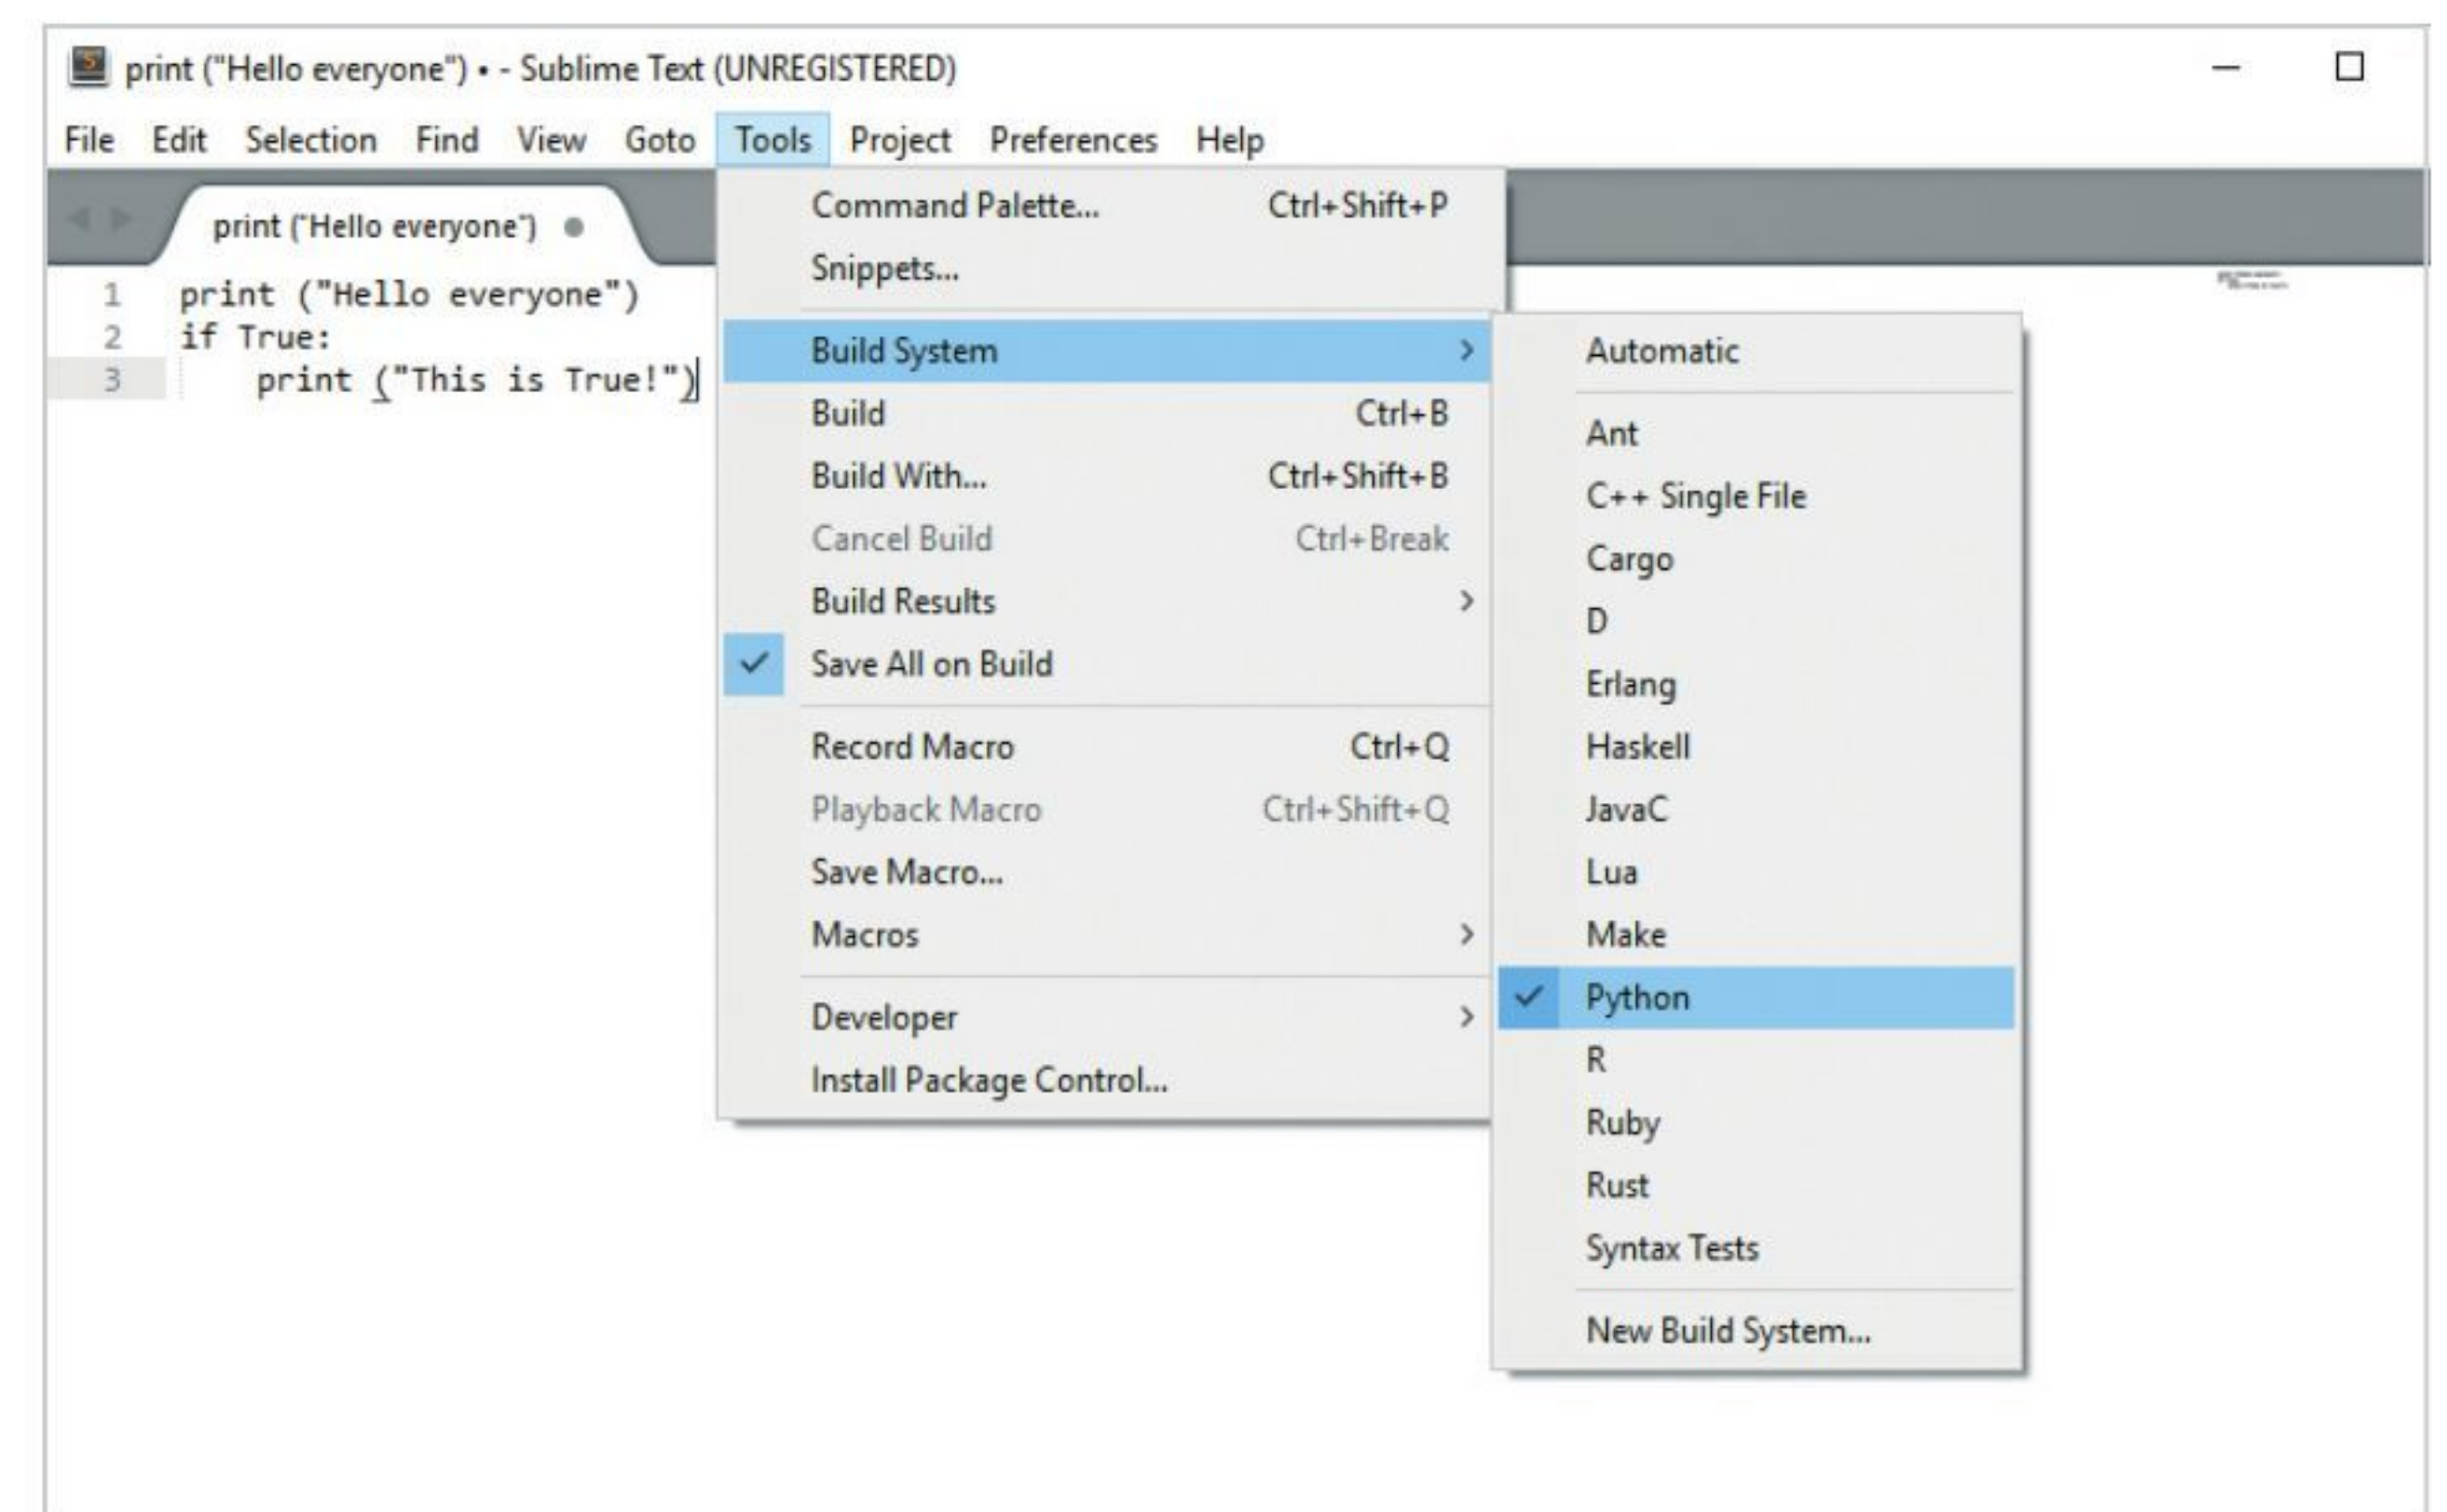 print ("Hello everyone") • - Sublime Text (UNREGISTERED)
File Edit Selection Find View Goto Tools Project Preferences Help
print ("Hello everyone")
1 print ("Hello everyone")
2 if True:
3 print ("This is True!")
Command Palette... Ctrl+Shift+P
Snippets...
Build System
Build Ctrl+B
Build With... Ctrl+Shift+B
Cancel Build Ctrl+Break
Build Results
Save All on Build
Record Macro Ctrl+Q
Playback Macro Ctrl+Shift+Q
Save Macro...
Macros
Developer
Install Package Control...
Automatic
Ant
C++ Single File
Cargo
D
Erlang
Haskell
JavaC
Lua
Make
Python
R
Ruby
Rust
Syntax Tests
New Build System...